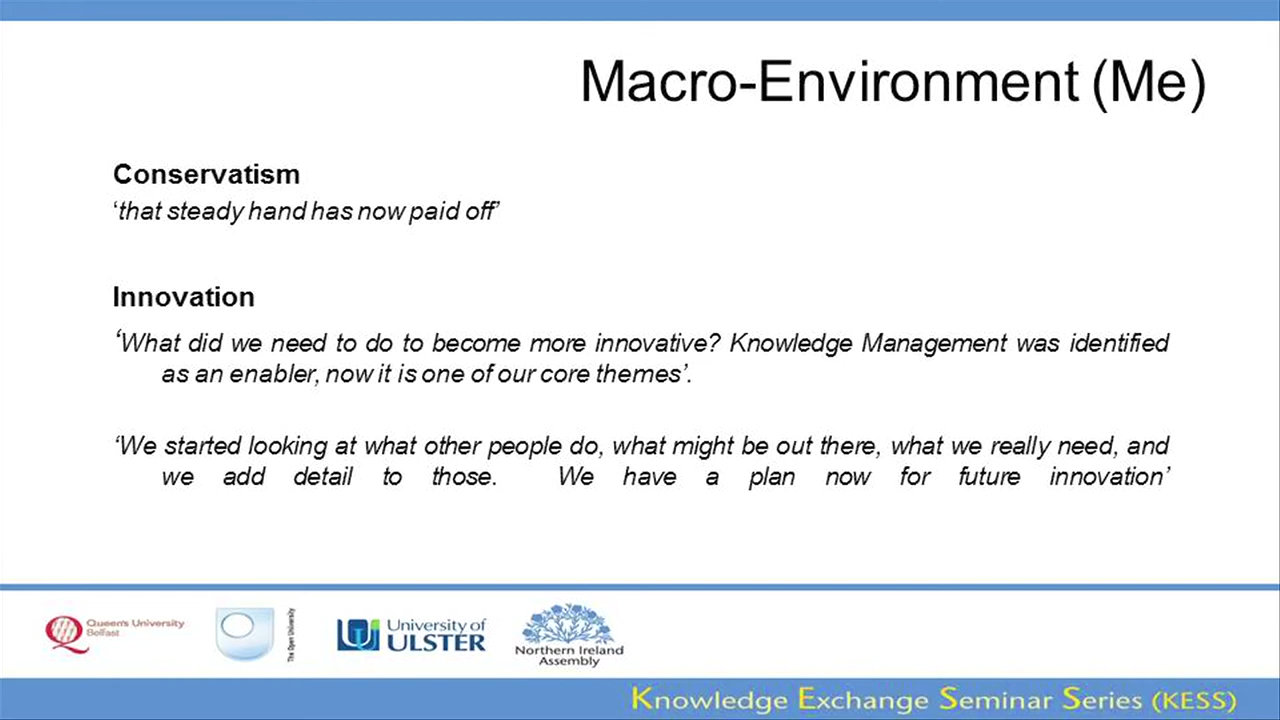 Macro-Environment (Me)
Conservatism
‘that steady hand has now paid off’
Innovation
‘What did we need to do to become more innovative? Knowledge Management was identified
as an enabler, now it is one of our core themes’.
‘We started looking at what other people do, what might be out there, what we really need, and
we add detail to those. We have a plan now for future innovation’
Queen's University
Belfast
The Open University
University of
ULSTER
Northern Ireland
Assembly
Knowledge Exchange Seminar Series (KESS)